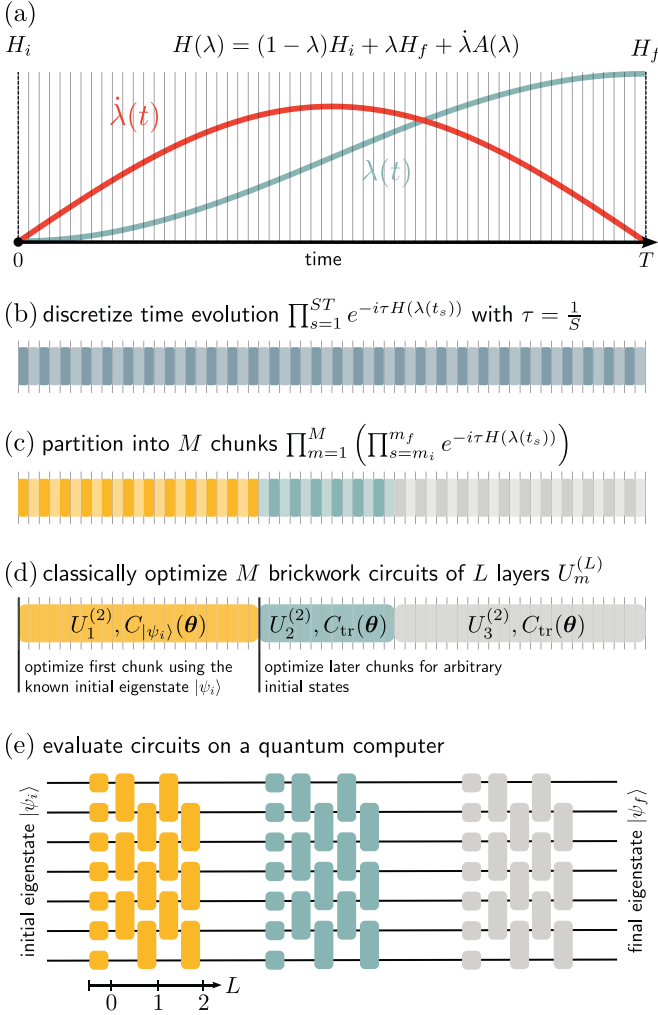 (a)
H_i H(λ) = (1 − λ)H_i + λH_f + λ̇A(λ) H_f
λ̇(t)
λ(t)
0 time T
(b) discretize time evolution ∏_{s=1}^{ST} e^{−iτH(λ(t_s))} with τ = 1/S
(c) partition into M chunks ∏_{m=1}^{M} (∏_{s=m_i}^{m_f} e^{−iτH(λ(t_s))})
(d) classically optimize M brickwork circuits of L layers U_m^{(L)}
U_1^{(2)}, C_{|ψ_i⟩}(θ) U_2^{(2)}, C_tr(θ) U_3^{(2)}, C_tr(θ)
optimize first chunk using the
known initial eigenstate |ψ_i⟩
optimize later chunks for arbitrary
initial states
(e) evaluate circuits on a quantum computer
initial eigenstate |ψ_i⟩
final eigenstate |ψ_f⟩
0 1 2 L